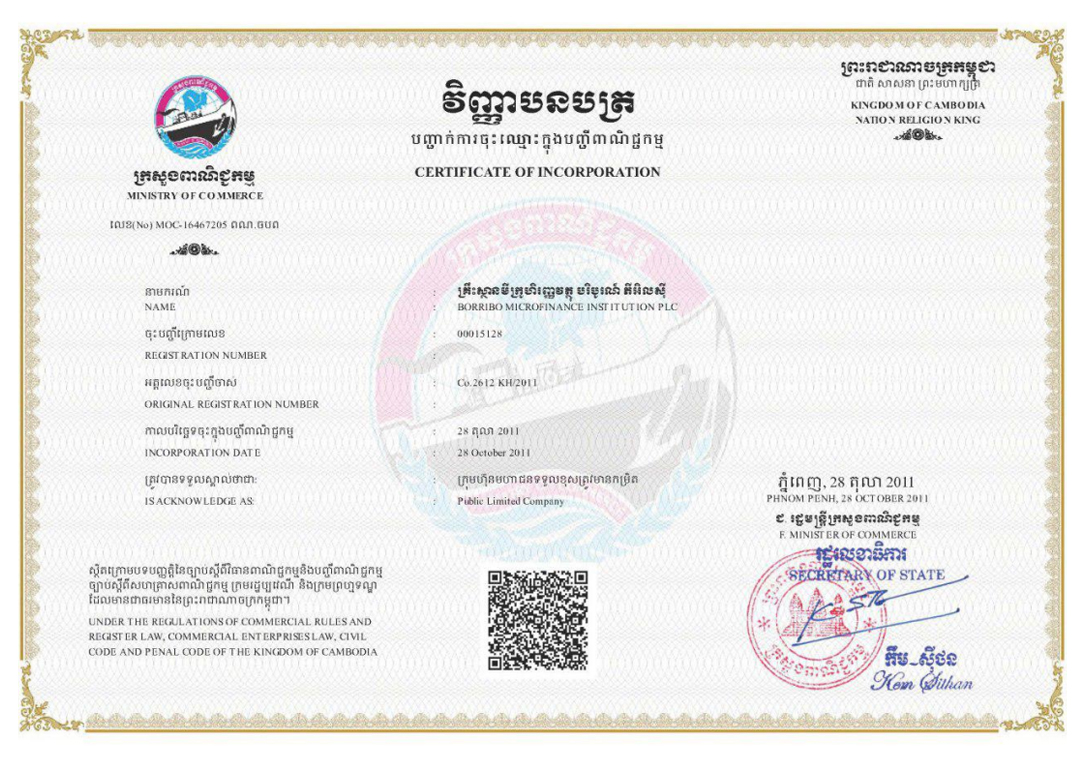 ក្រសួងពាណិជ្ជកម្ម
MINISTRY OF COMMERCE
លេខ(No) MOC-16467205 ពណ.ចបព
វិញ្ញាបនបត្រ
បញ្ជាក់ការចុះឈ្មោះក្នុងបញ្ជីពាណិជ្ជកម្ម
CERTIFICATE OF INCORPORATION
ព្រះរាជាណាចក្រកម្ពុជា
ជាតិ សាសនា ព្រះមហាក្សត្រ
KINGDOM OF CAMBODIA
NATION RELIGION KING
នាមករណ៍ : គ្រឹះស្ថានមីក្រូហិរញ្ញវត្ថុ បរិបូរណ៍ ភីអិលស៊ី
NAME : BORRIBO MICROFINANCE INSTITUTION PLC
ចុះបញ្ជីក្រោមលេខ : 00015128
REGISTRATION NUMBER :
អត្តលេខចុះបញ្ជីចាស់ : Co.2612 KH/2011
ORIGINAL REGISTRATION NUMBER :
កាលបរិច្ឆេទចុះក្នុងបញ្ជីពាណិជ្ជកម្ម : 28 តុលា 2011
INCORPORATION DATE : 28 October 2011
ត្រូវបានទទួលស្គាល់ថាជា: : ក្រុមហ៊ុនមហាជនទទួលខុសត្រូវមានកម្រិត
IS ACKNOWLEDGE AS: : Public Limited Company
ភ្នំពេញ, 28 តុលា 2011
PHNOM PENH, 28 OCTOBER 2011
ជ. រដ្ឋមន្ត្រីក្រសួងពាណិជ្ជកម្ម
F. MINISTER OF COMMERCE
រដ្ឋលេខាធិការ
SECRETARY OF STATE
ក្រសួងពាណិជ្ជកម្ម
កឹម ស៊ីថន
Kem Sithan
ស្ថិតក្រោមបទបញ្ញត្តិនៃច្បាប់ស្តីពីវិធានពាណិជ្ជកម្មនិងបញ្ជីពាណិជ្ជកម្ម
ច្បាប់ស្តីពីសហគ្រាសពាណិជ្ជកម្ម ក្រមរដ្ឋប្បវេណី និងក្រមព្រហ្មទណ្ឌ
ដែលមានជាធរមាននៃព្រះរាជាណាចក្រកម្ពុជា។
UNDER THE REGULATIONS OF COMMERCIAL RULES AND
REGISTER LAW, COMMERCIAL ENTERPRISES LAW, CIVIL
CODE AND PENAL CODE OF THE KINGDOM OF CAMBODIA